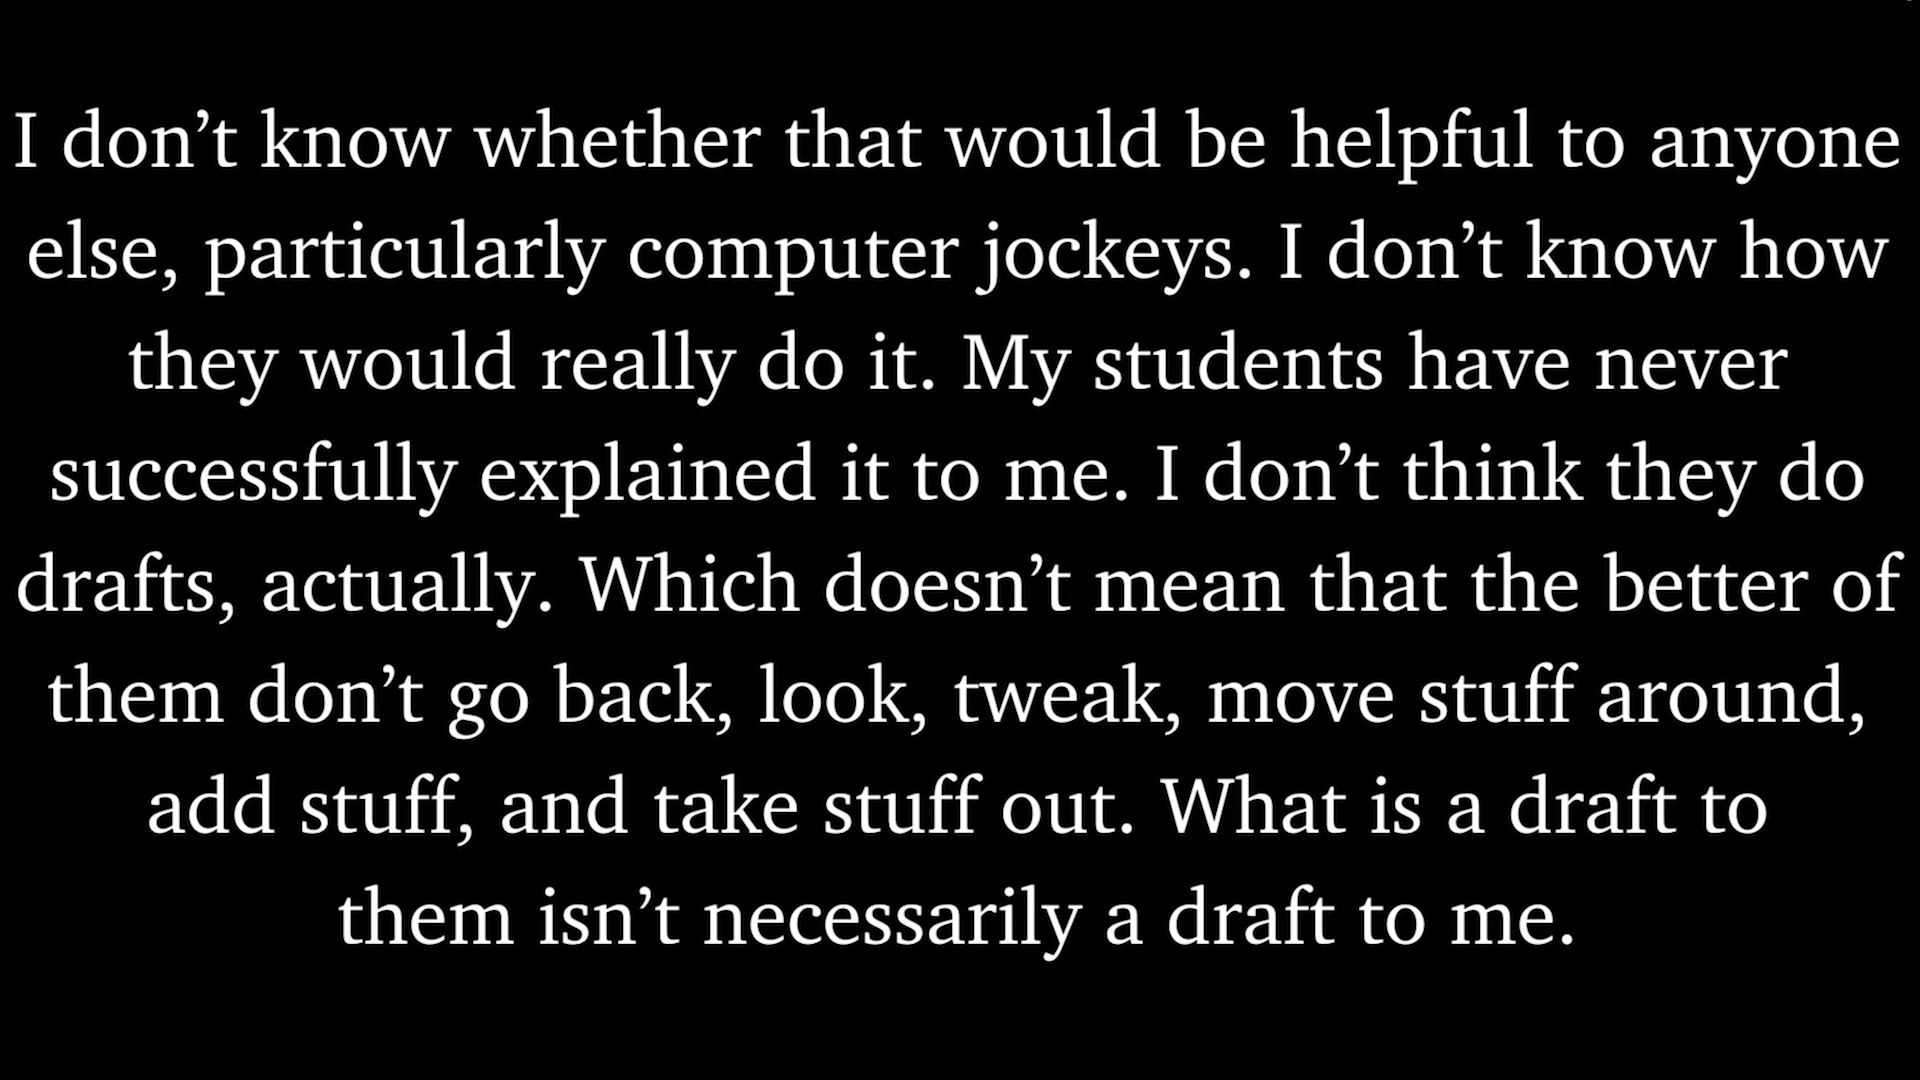 I don’t know whether that would be helpful to anyone
else, particularly computer jockeys. I don’t know how
they would really do it. My students have never
successfully explained it to me. I don’t think they do
drafts, actually. Which doesn’t mean that the better of
them don’t go back, look, tweak, move stuff around,
add stuff, and take stuff out. What is a draft to
them isn’t necessarily a draft to me.